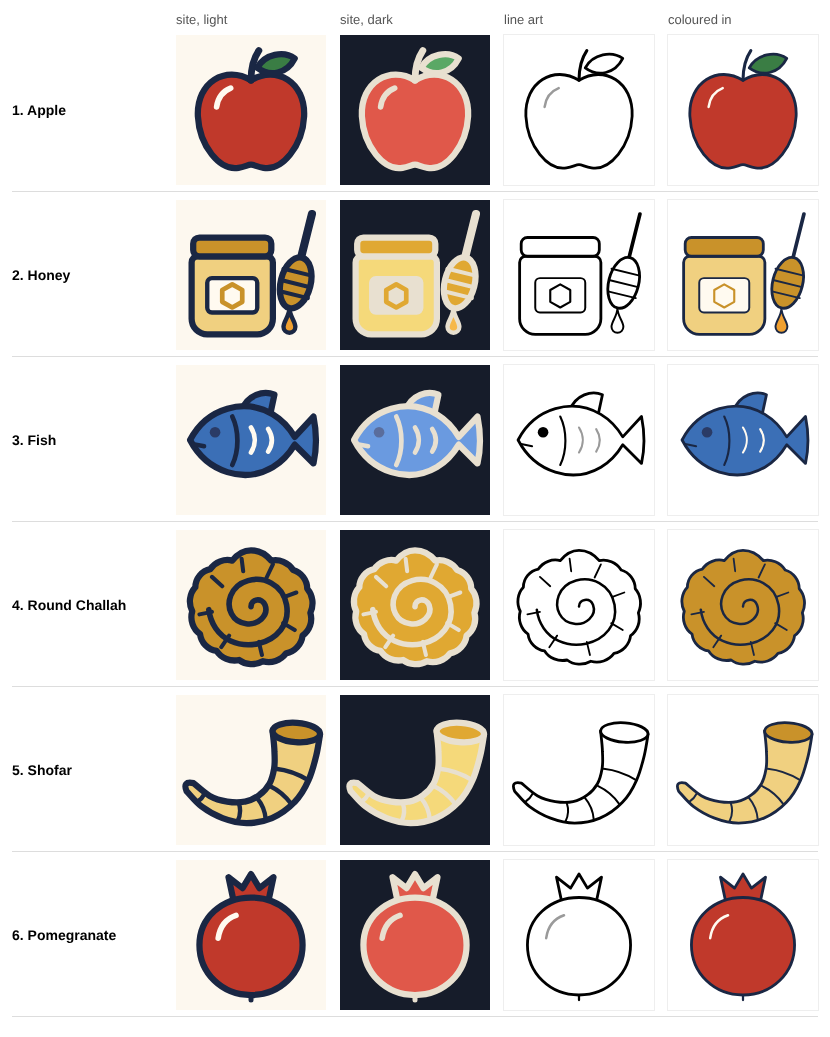 site, light site, dark line art coloured in
1. Apple
2. Honey
3. Fish
4. Round Challah
5. Shofar
6. Pomegranate